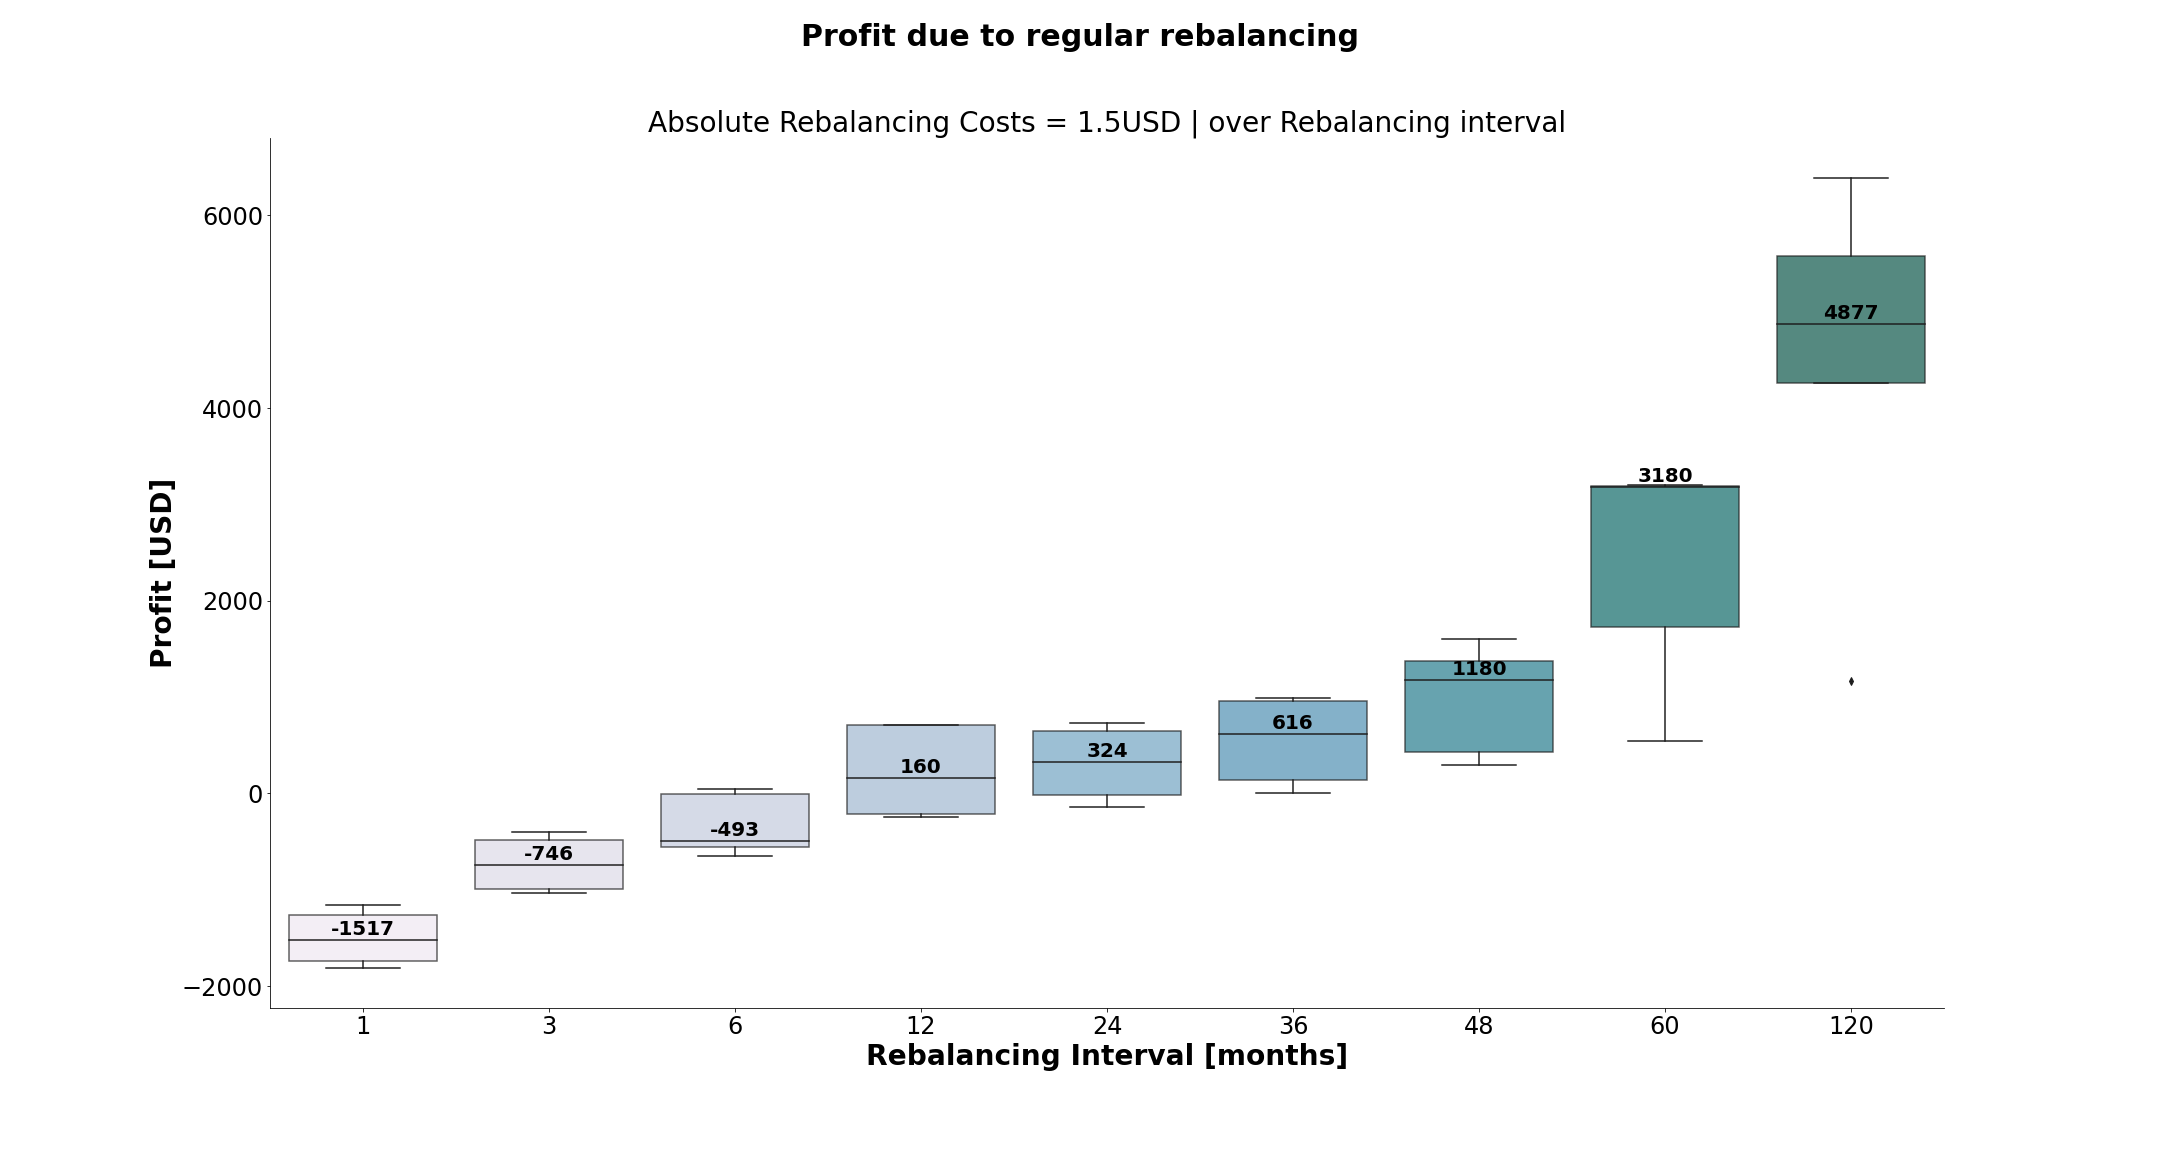 Profit due to regular rebalancing
Absolute Rebalancing Costs = 1.5USD | over Rebalancing interval
Profit [USD]
6000
4000
2000
0
−2000
-1517
-746
-493
160
324
616
1180
3180
4877
1 3 6 12 24 36 48 60 120
Rebalancing Interval [months]